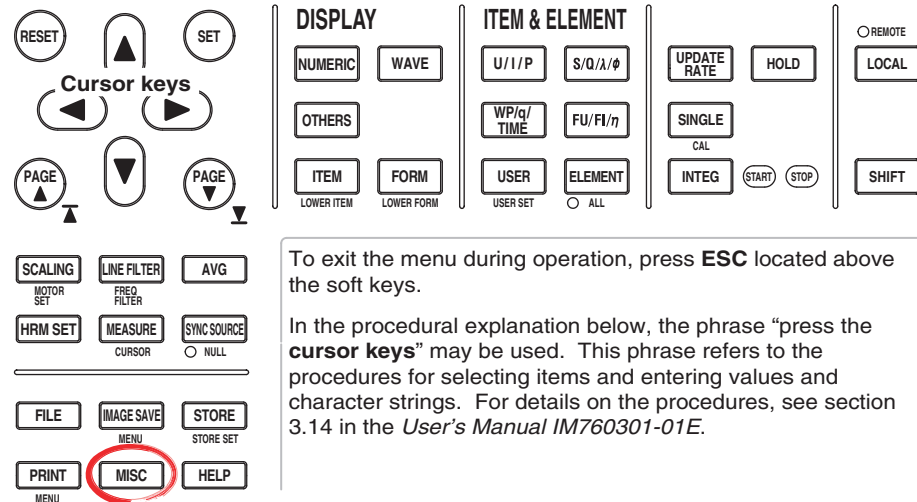 RESET
SET
Cursor keys
PAGE
PAGE
DISPLAY
NUMERIC
WAVE
OTHERS
ITEM
FORM
LOWER ITEM
LOWER FORM
ITEM & ELEMENT
U/I/P
S/Q/λ/ø
WP/q/
TIME
FU/FI/η
USER
ELEMENT
USER SET
ALL
UPDATE
RATE
HOLD
SINGLE
CAL
INTEG
START
STOP
REMOTE
LOCAL
SHIFT
SCALING
LINE FILTER
AVG
MOTOR
SET
FREQ
FILTER
HRM SET
MEASURE
SYNC SOURCE
CURSOR
NULL
FILE
IMAGE SAVE
STORE
MENU
STORE SET
PRINT
MISC
HELP
MENU
To exit the menu during operation, press ESC located above
the soft keys.
In the procedural explanation below, the phrase “press the
cursor keys” may be used. This phrase refers to the
procedures for selecting items and entering values and
character strings. For details on the procedures, see section
3.14 in the User's Manual IM760301-01E.